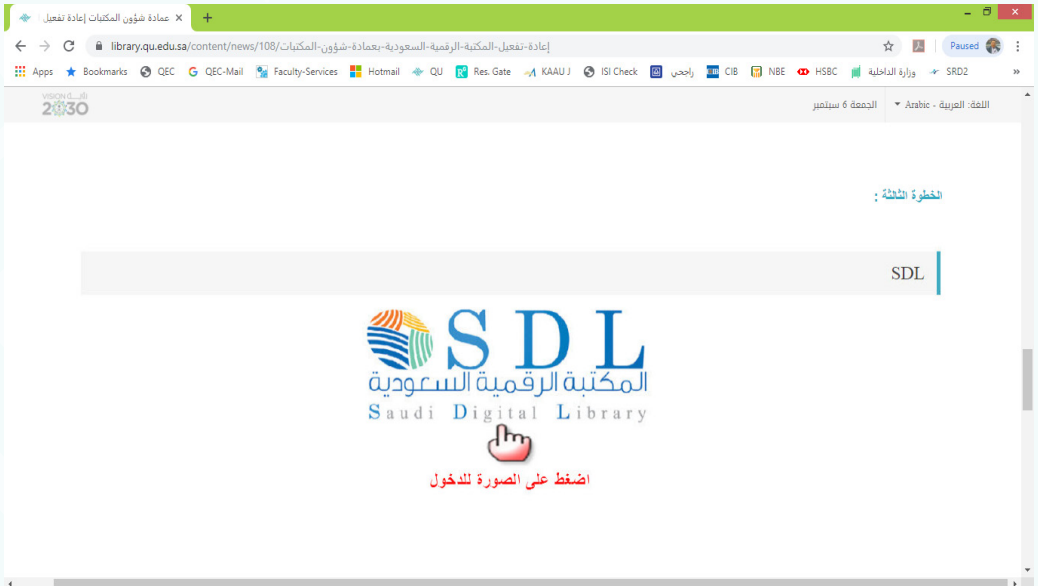 عمادة شؤون المكتبات إعادة تفعيل
library.qu.edu.sa/content/news/108/إعادة-تفعيل-المكتبة-الرقمية-السعودية-بعمادة-شؤون-المكتبات
Paused
Apps Bookmarks QEC QEC-Mail Faculty-Services Hotmail QU Res. Gate KAAU J ISI Check راجحي CIB NBE HSBC وزارة الداخلية SRD2 »
VISION رؤيـــة
2030
الجمعة 6 سبتمبر
اللغة: العربية - Arabic
الخطوة الثالثة :
SDL
SDL
المكتبة الرقمية السعودية
Saudi Digital Library
اضغط على الصورة للدخول